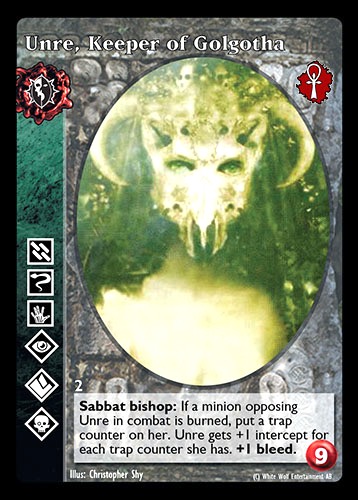 Unre, Keeper of Golgotha
2
Sabbat bishop: If a minion opposing
Unre in combat is burned, put a trap
counter on her. Unre gets +1 intercept for
each trap counter she has. +1 bleed.
9
Illus: Christopher Shy
(C) White Wolf Entertainment AB